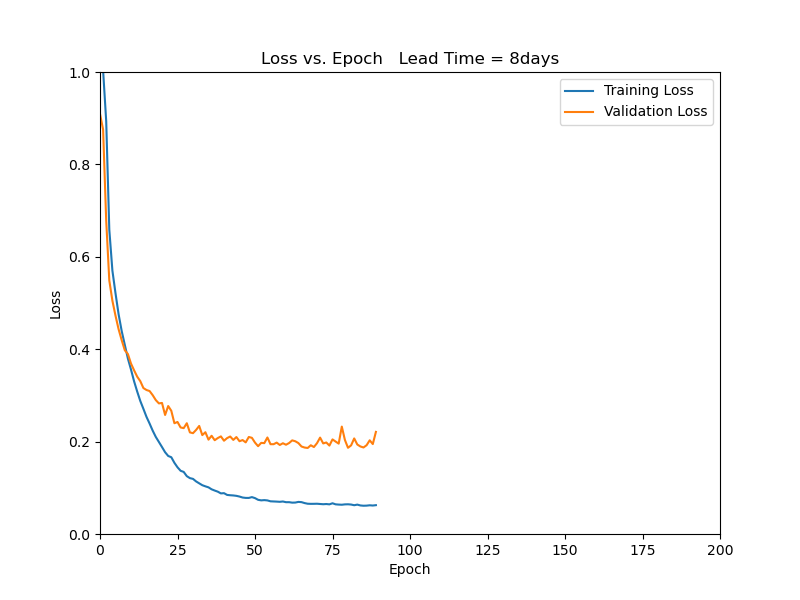 Loss vs. Epoch   Lead Time = 8days
Training Loss
Validation Loss
1.0
0.8
0.6
0.4
0.2
0.0
Loss
0 25 50 75 100 125 150 175 200
Epoch